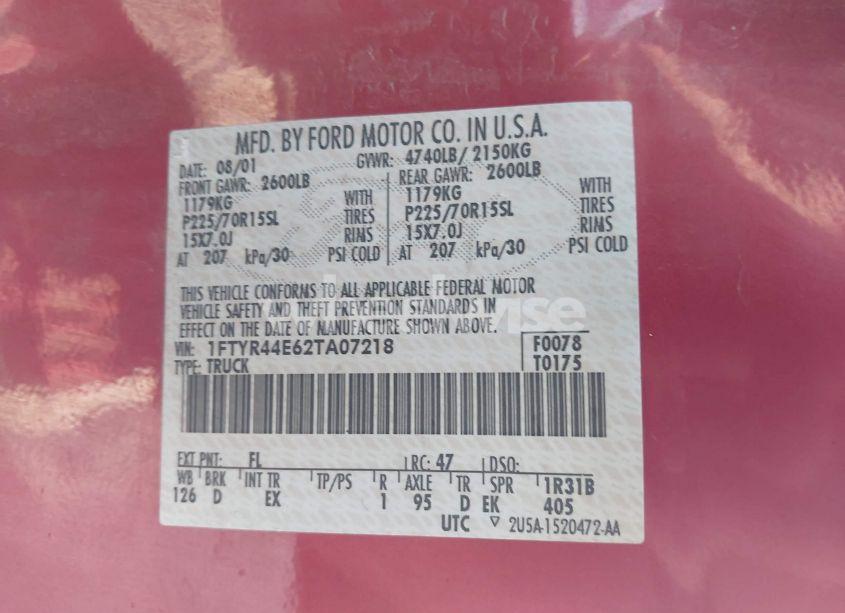 MFD. BY FORD MOTOR CO. IN U.S.A.
DATE: 08/01 GVWR: 4740LB/ 2150KG
FRONT GAWR: 2600LB REAR GAWR: 2600LB
1179KG WITH 1179KG WITH
P225/70R15SL TIRES P225/70R15SL TIRES
15X7.0J RIMS 15X7.0J RIMS
AT 207 kPa/30 PSI COLD AT 207 kPa/30 PSI COLD
THIS VEHICLE CONFORMS TO ALL APPLICABLE FEDERAL MOTOR
VEHICLE SAFETY AND THEFT PREVENTION STANDARDS IN
EFFECT ON THE DATE OF MANUFACTURE SHOWN ABOVE.
VIN: 1FTYR44E62TA07218 F0078
TYPE: TRUCK T0175
EXT PNT: FL RC: 47 DSO:
WB BRK INT TR TP/PS R AXLE TR SPR 1R31B
126 D EX 1 95 D EK 405
UTC ▽ 2U5A-1520472-AA